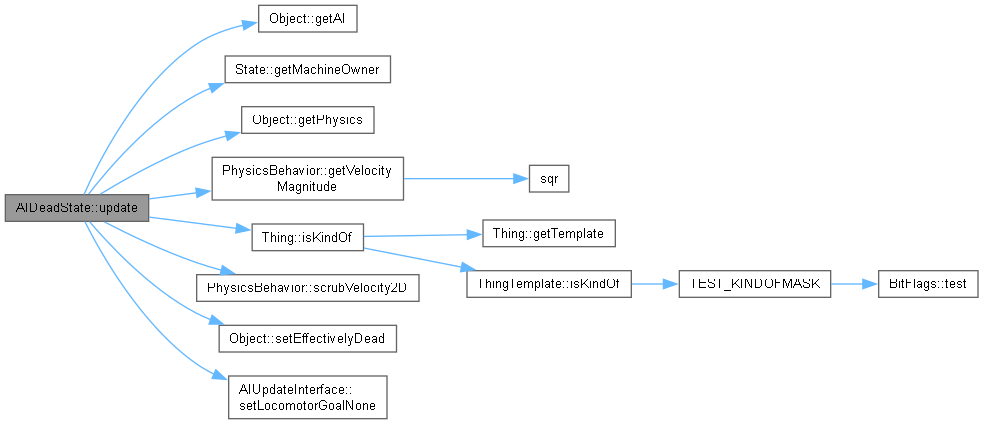 Object::getAI
State::getMachineOwner
Object::getPhysics
PhysicsBehavior::getVelocity
Magnitude
sqr
AIDeadState::update
Thing::isKindOf
Thing::getTemplate
ThingTemplate::isKindOf
TEST_KINDOFMASK
BitFlags::test
PhysicsBehavior::scrubVelocity2D
Object::setEffectivelyDead
AIUpdateInterface::
setLocomotorGoalNone